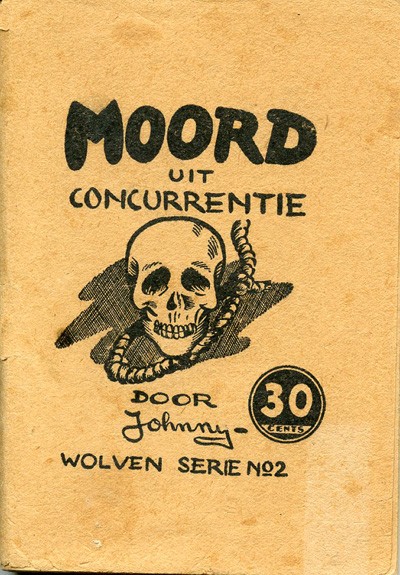 MOORD
UIT
CONCURRENTIE
DOOR
Johnny-
30
CENTS
WOLVEN SERIE No2